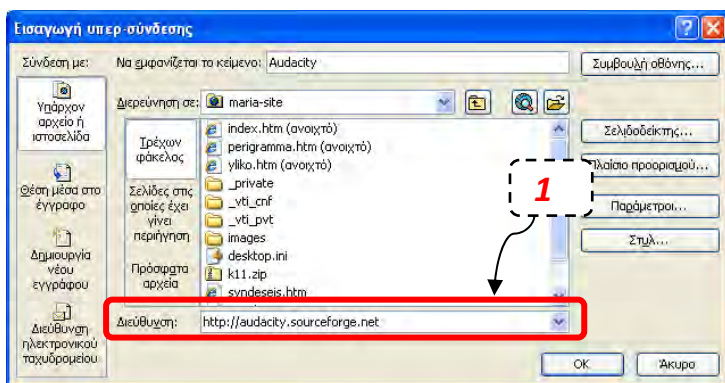 Εισαγωγή υπερ-σύνδεσης
Σύνδεση με:
Να εμφανίζεται το κείμενο: Audacity
Συμβουλή οθόνης...
Υπάρχον
αρχείο ή
ιστοσελίδα
Θέση μέσα στο
έγγραφο
Δημιουργία
νέου
εγγράφου
Διεύθυνση
ηλεκτρονικού
ταχυδρομείου
Διερεύνηση σε: maria-site
Τρέχων
φάκελος
Σελίδες στις
οποίες έχει
γίνει
περιήγηση
Πρόσφατα
αρχεία
index.htm (ανοιχτό)
perigramma.htm (ανοιχτό)
yliko.htm (ανοιχτό)
_private
_vti_cnf
_vti_pvt
images
desktop.ini
k11.zip
syndeseis.htm
Σελιδοδείκτης...
Πλαίσιο προορισμού...
Παράμετροι...
Στυλ...
1
Διεύθυνση: http://audacity.sourceforge.net
OK
Άκυρο